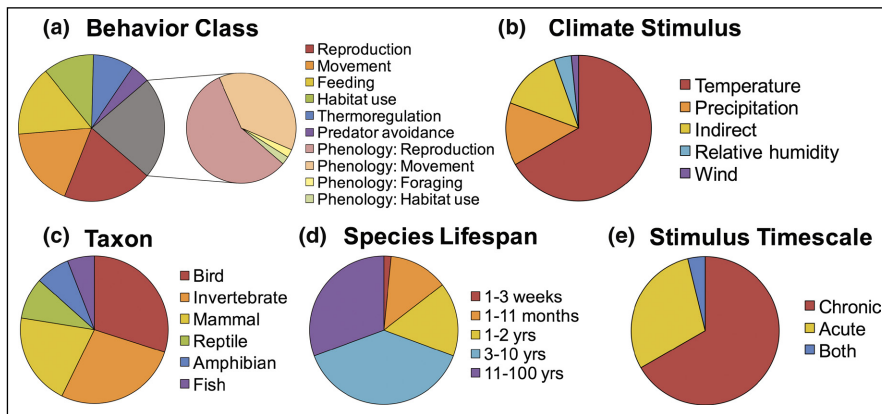 (a) Behavior Class
Reproduction
Movement
Feeding
Habitat use
Thermoregulation
Predator avoidance
Phenology: Reproduction
Phenology: Movement
Phenology: Foraging
Phenology: Habitat use
(b) Climate Stimulus
Temperature
Precipitation
Indirect
Relative humidity
Wind
(c) Taxon
Bird
Invertebrate
Mammal
Reptile
Amphibian
Fish
(d) Species Lifespan
1-3 weeks
1-11 months
1-2 yrs
3-10 yrs
11-100 yrs
(e) Stimulus Timescale
Chronic
Acute
Both